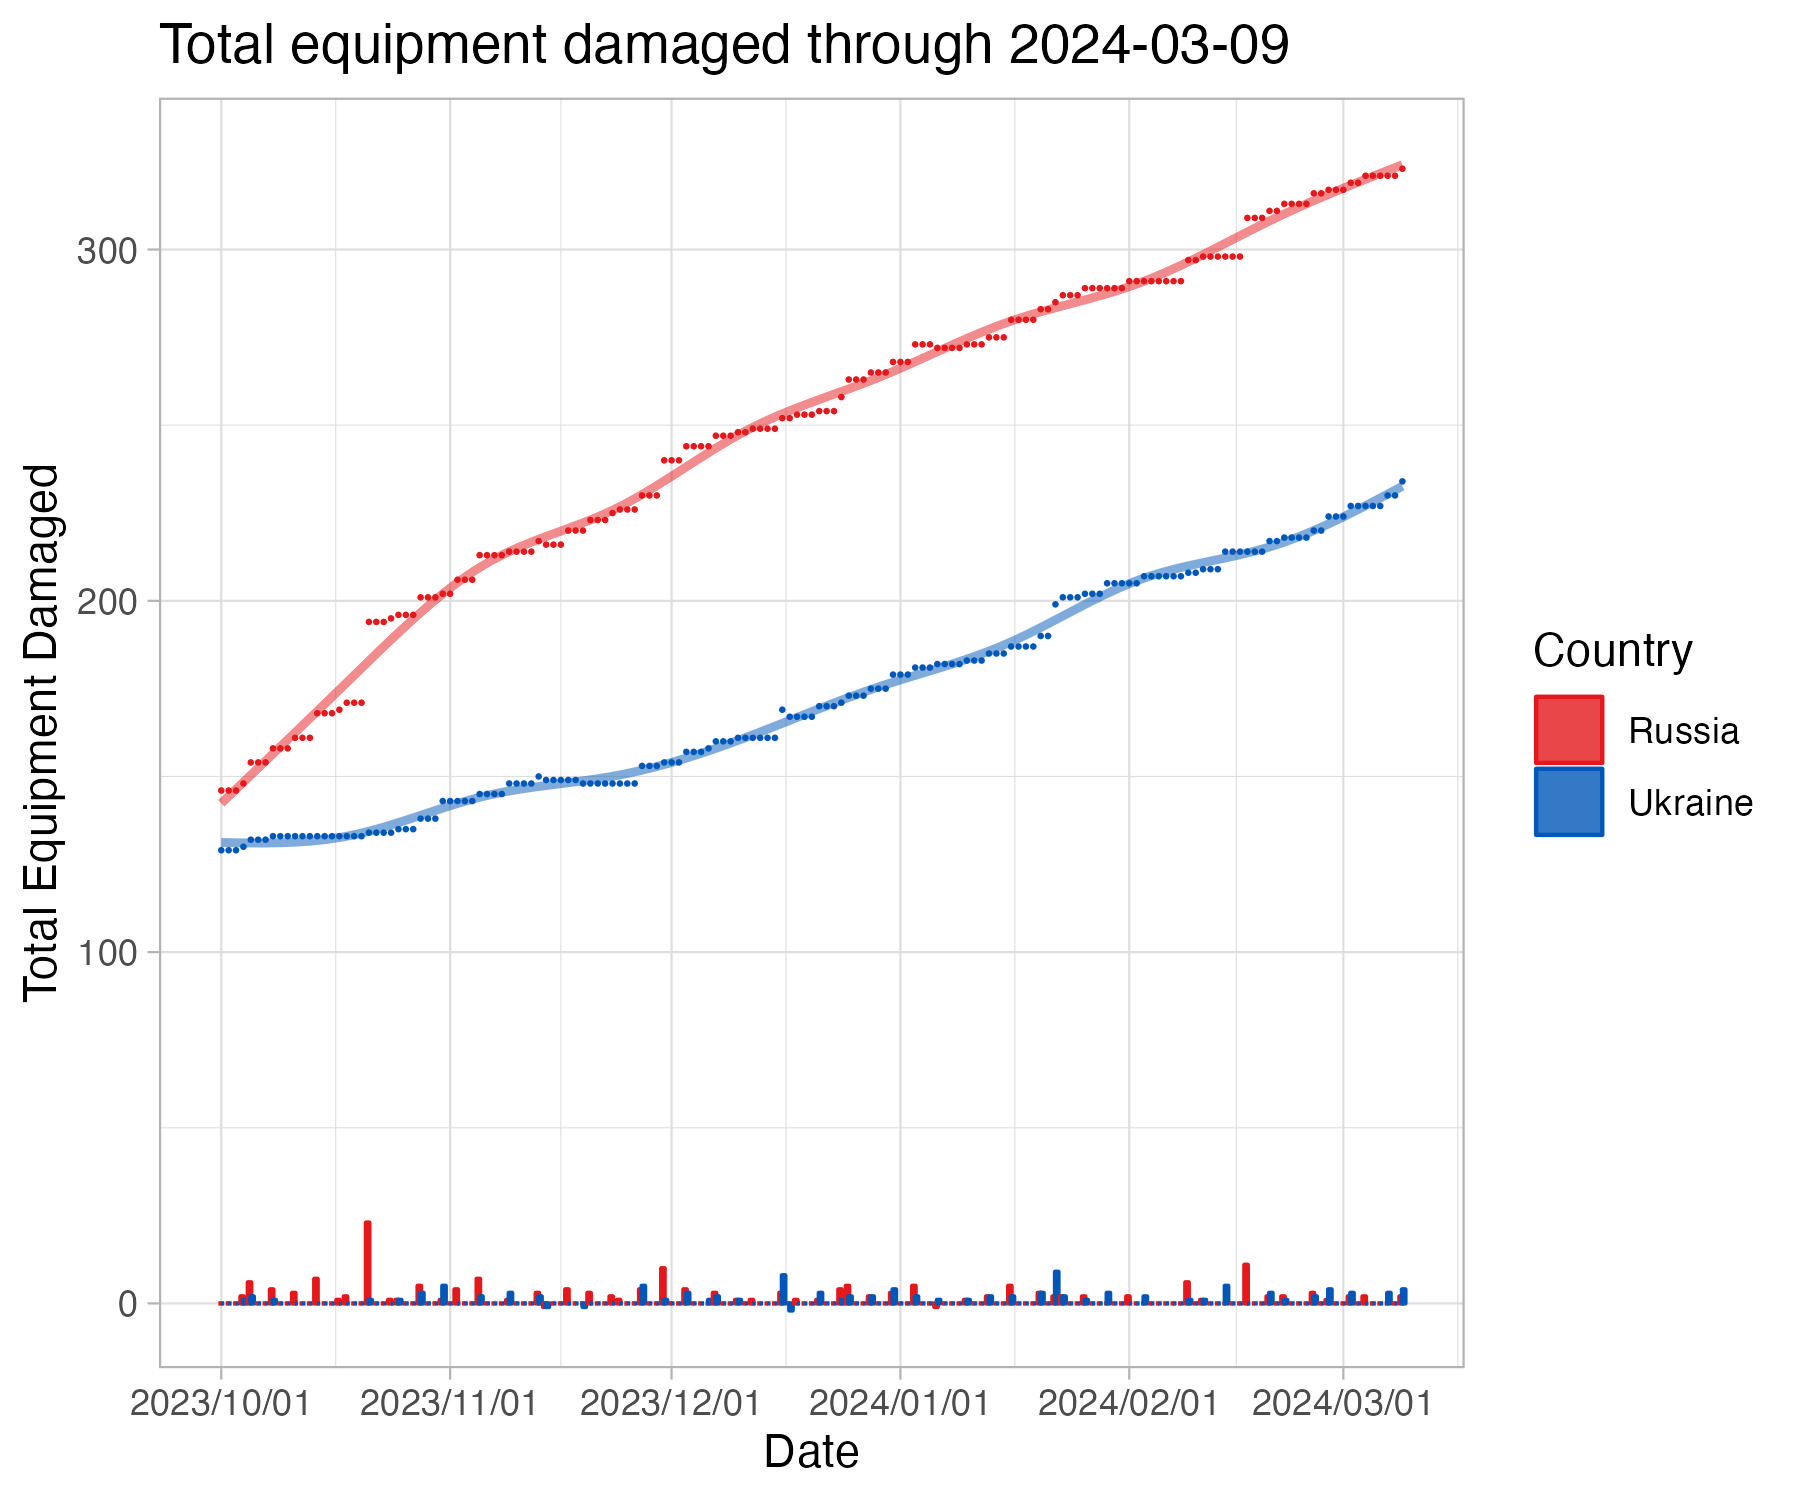 Total equipment damaged through 2024-03-09
Total Equipment Damaged
300
200
100
0
2023/10/01 2023/11/01 2023/12/01 2024/01/01 2024/02/01 2024/03/01
Date
Country
Russia
Ukraine